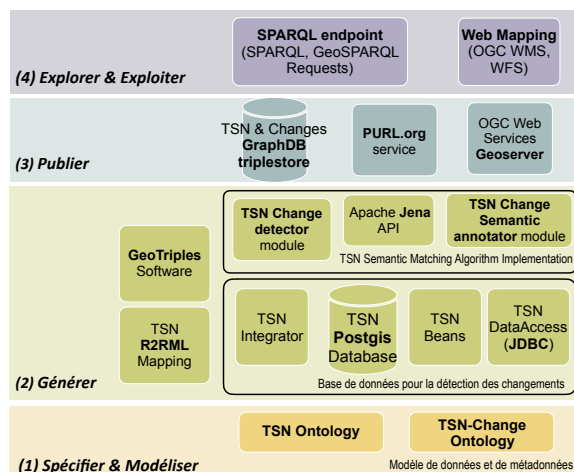 SPARQL endpoint
(SPARQL, GeoSPARQL
Requests)
Web Mapping
(OGC WMS,
WFS)
(4) Explorer & Exploiter
TSN & Changes
GraphDB
triplestore
PURL.org
service
OGC Web
Services
Geoserver
(3) Publier
TSN Change
detector
module
Apache Jena
API
TSN Change
Semantic
annotator module
TSN Semantic Matching Algorithm Implementation
GeoTriples
Software
TSN
R2RML
Mapping
TSN
Integrator
TSN
Postgis
Database
TSN
Beans
TSN
DataAccess
(JDBC)
Base de données pour la détection des changements
(2) Générer
TSN Ontology
TSN-Change
Ontology
(1) Spécifier & Modéliser
Modèle de données et de métadonnées